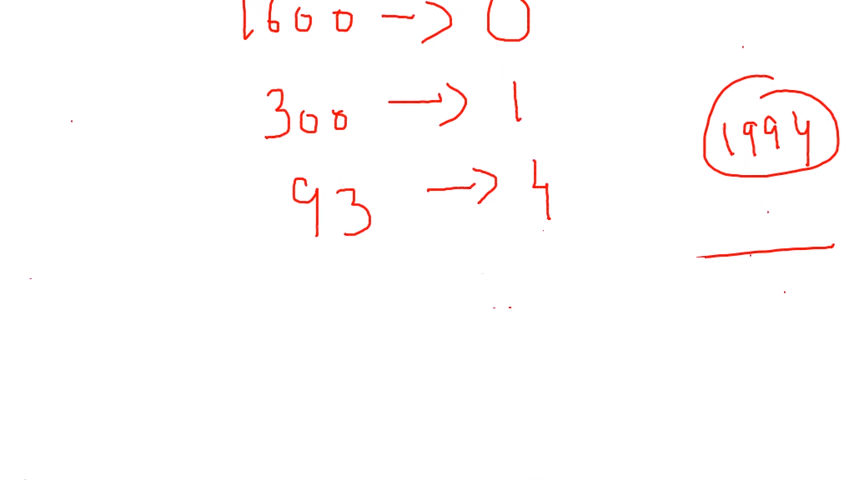 1600 → 0
300 → 1
1994
93 → 4